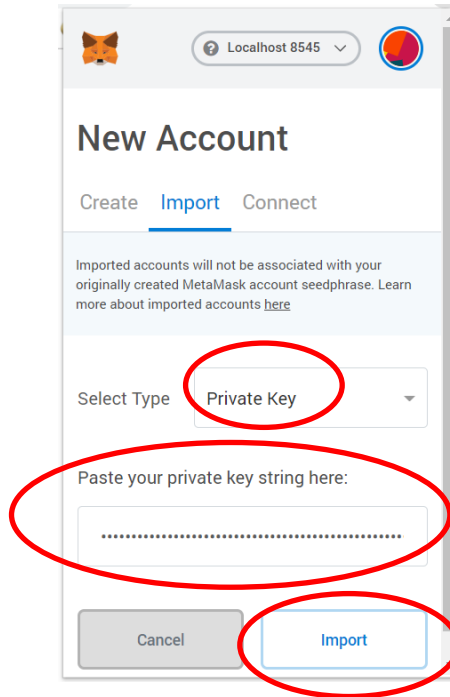 Localhost 8545
New Account
Create Import Connect
Imported accounts will not be associated with your
originally created MetaMask account seedphrase. Learn
more about imported accounts here
Select Type Private Key
Paste your private key string here:
Cancel Import